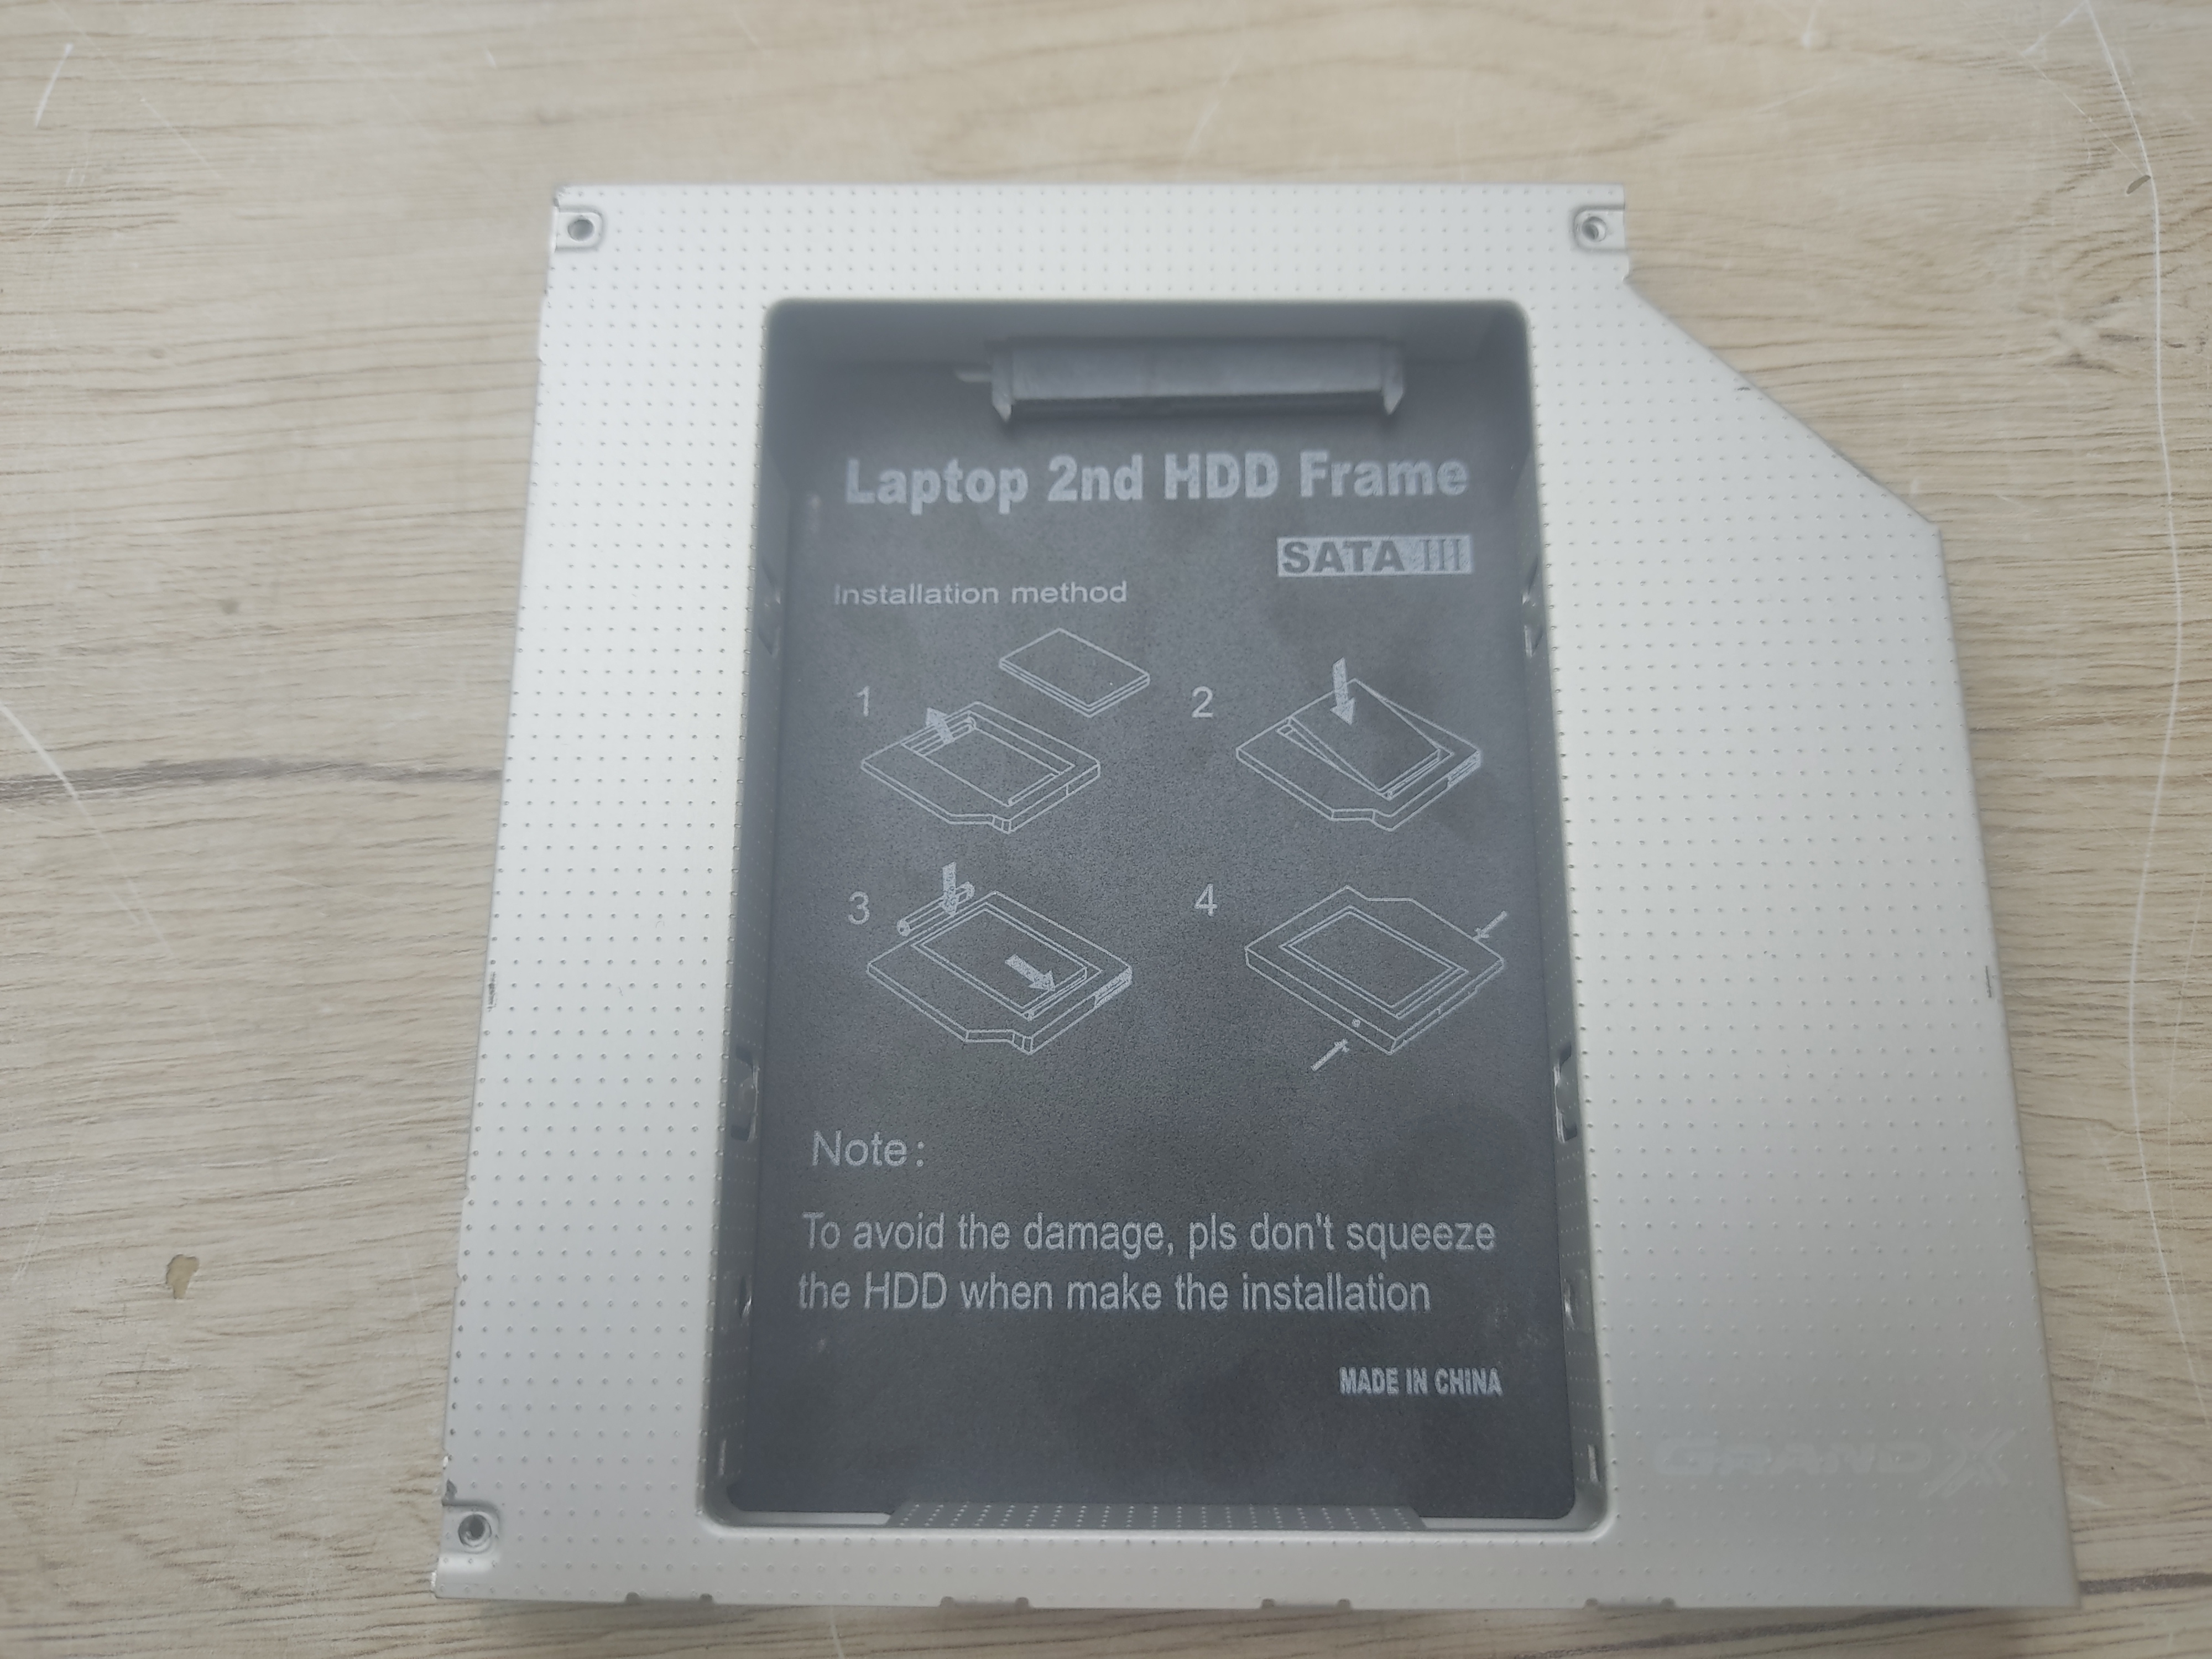 Laptop 2nd HDD Frame
SATA III
Installation method
1
2
3
4
Note:
To avoid the damage, pls don't squeeze
the HDD when make the installation
MADE IN CHINA
GRAND-X